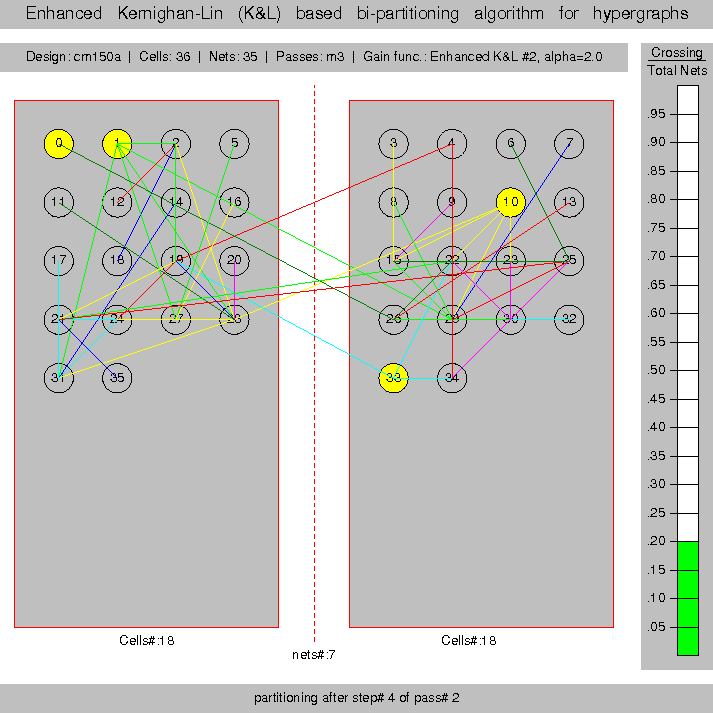 Enhanced Kernighan-Lin (K&L) based bi-partitioning algorithm for hypergraphs
Design: cm150a | Cells: 36 | Nets: 35 | Passes: m3 | Gain func.: Enhanced K&L #2, alpha=2.0
Crossing
Total Nets
0 1 2 5
3 4 6 7
11 12 14 16
8 9 10 13
17 18 19 20
15 22 23 25
21 24 27 28
26 29 30 32
31 35
33 34
.95
.90
.85
.80
.75
.70
.65
.60
.55
.50
.45
.40
.35
.30
.25
.20
.15
.10
.05
Cells#:18
Cells#:18
nets#:7
partitioning after step# 4 of pass# 2